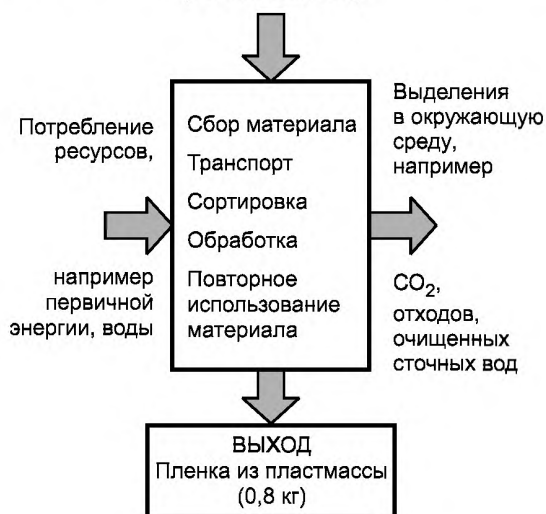 Потребление
ресурсов,
например
первичной
энергии, воды
Сбор материала
Транспорт
Сортировка
Обработка
Повторное
использование
материала
Выделения
в окружающую
среду,
например
CO₂,
отходов,
очищенных
сточных вод
ВЫХОД
Пленка из пластмассы
(0,8 кг)